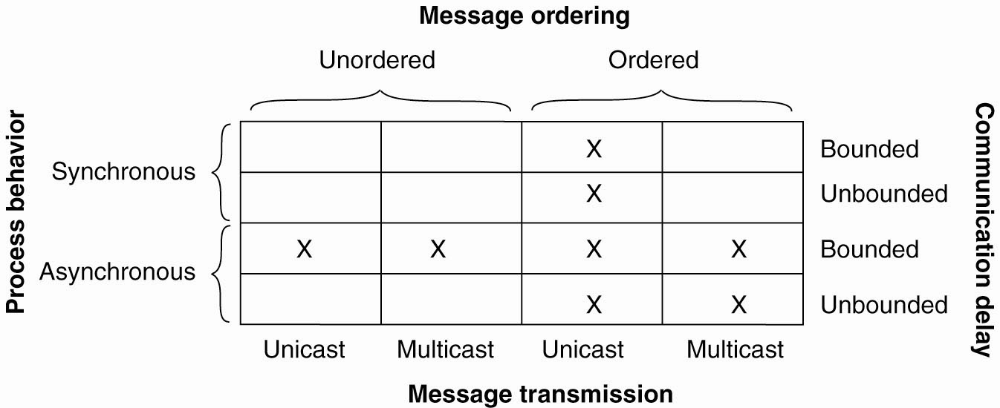 Message ordering
Unordered Ordered
Process behavior
Communication delay
X Bounded
Synchronous
X Unbounded
X X X X Bounded
Asynchronous
X X Unbounded
Unicast Multicast Unicast Multicast
Message transmission